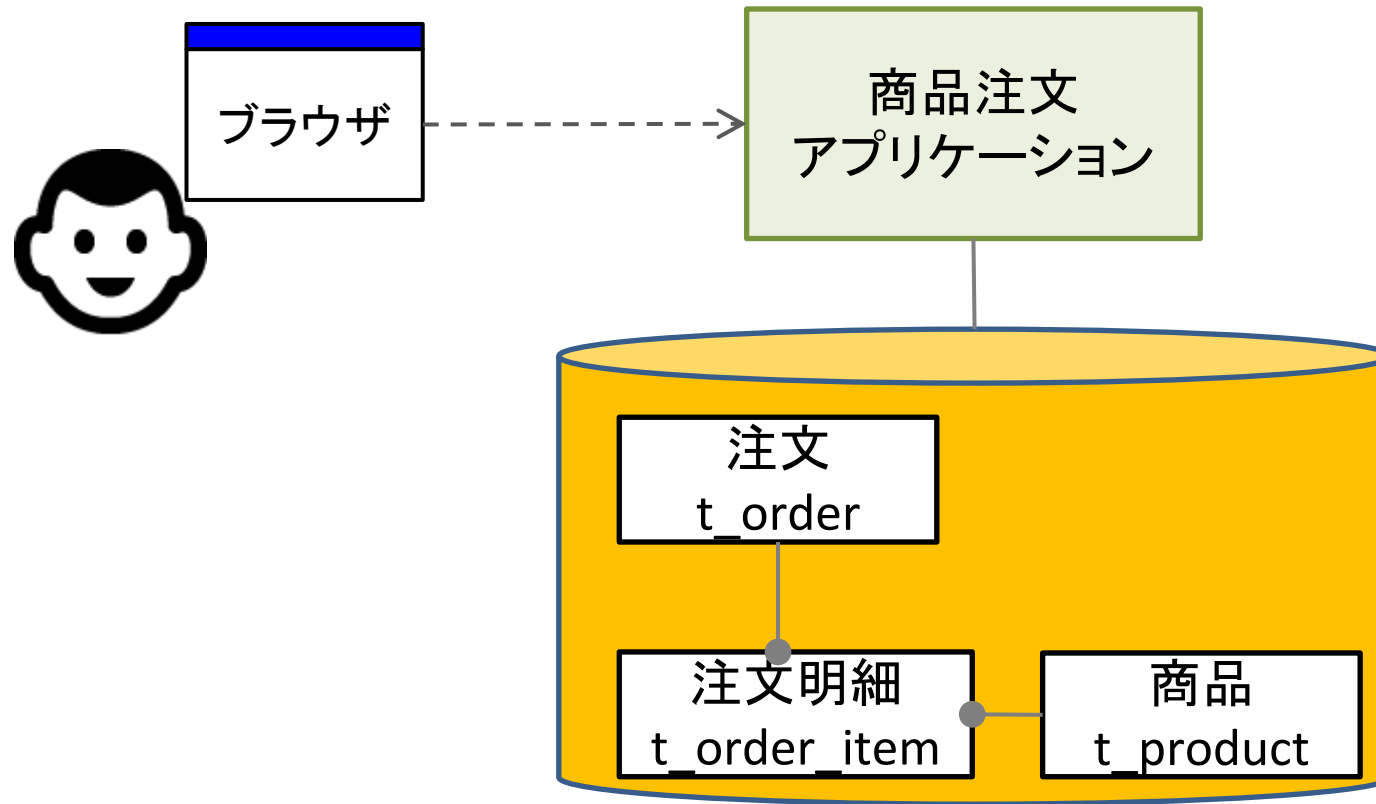 ブラウザ
商品注文
アプリケーション
注文
t_order
注文明細
t_order_item
商品
t_product